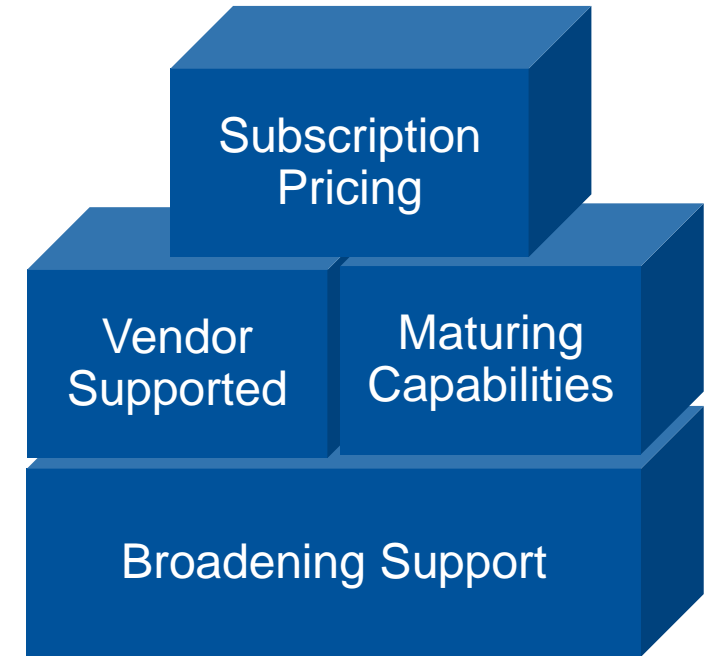 Subscription
Pricing
Vendor
Supported
Maturing
Capabilities
Broadening Support